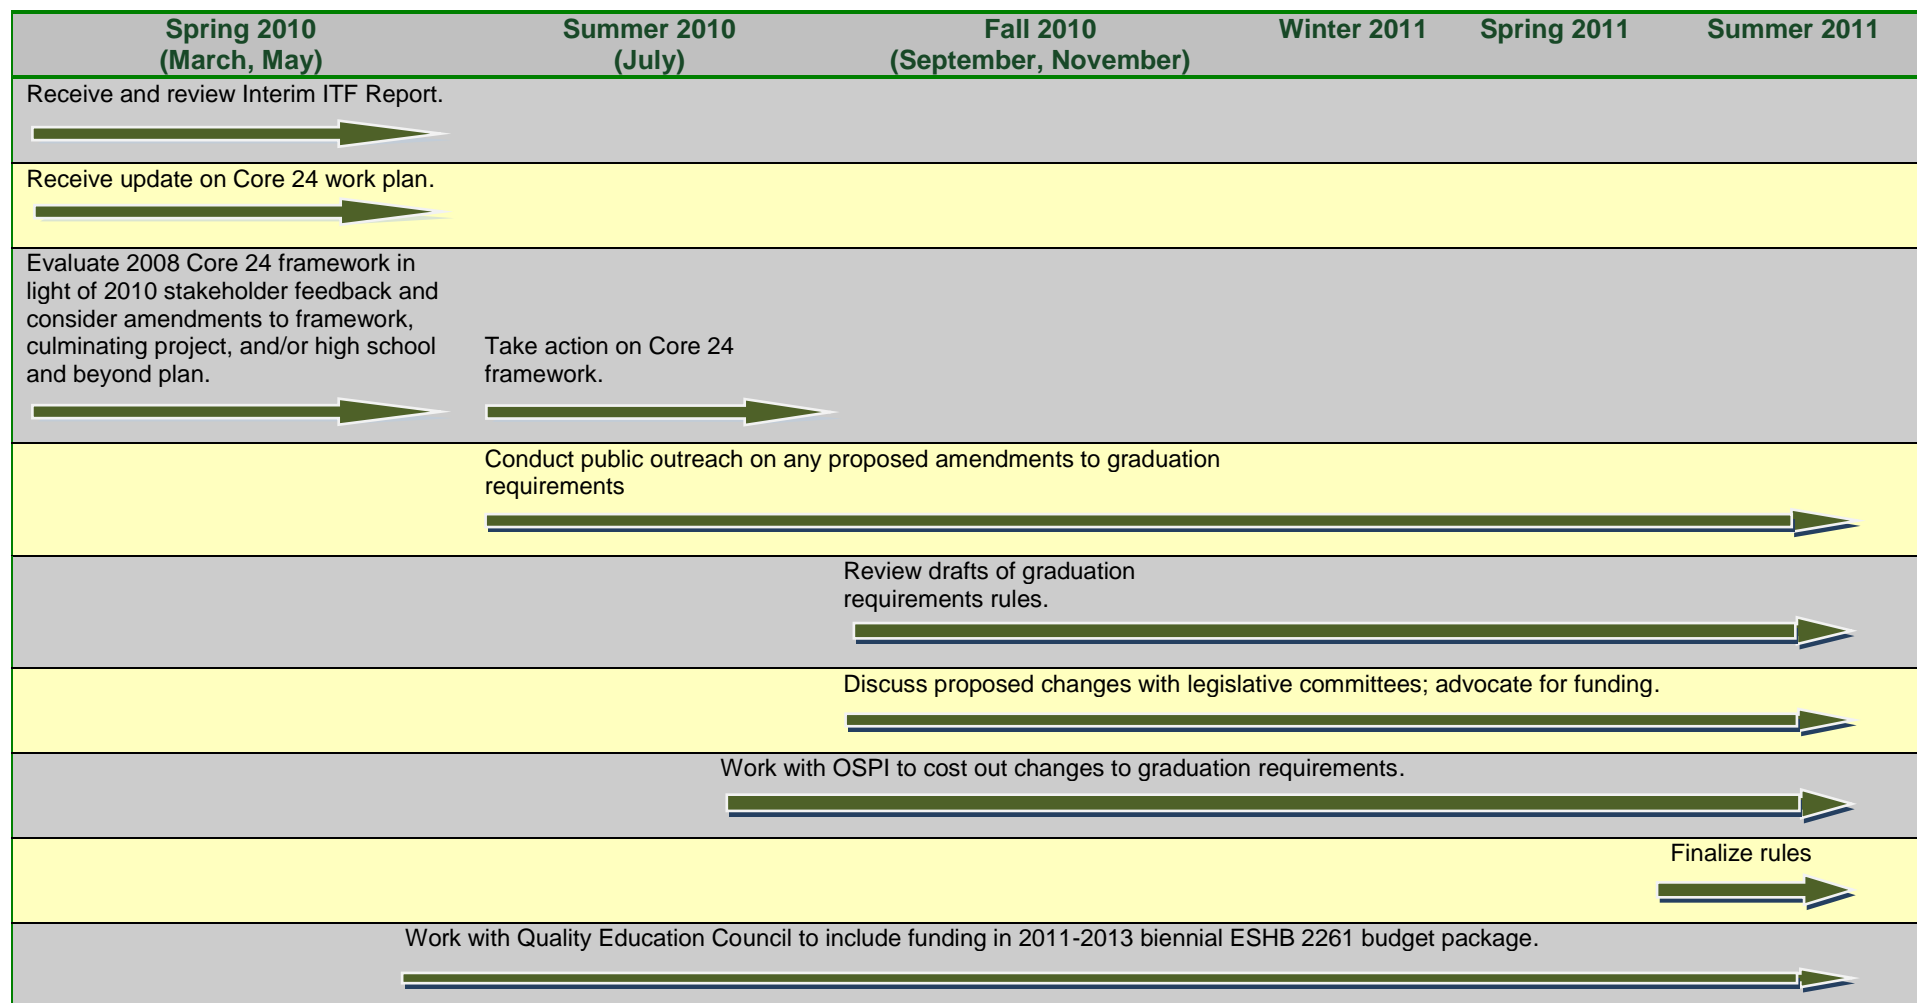 Spring 2010 Summer 2010 Fall 2010 Winter 2011 Spring 2011 Summer 2011
(March, May) (July) (September, November)
Receive and review Interim ITF Report.
Receive update on Core 24 work plan.
Evaluate 2008 Core 24 framework in
light of 2010 stakeholder feedback and
consider amendments to framework,
culminating project, and/or high school
and beyond plan.
Take action on Core 24
framework.
Conduct public outreach on any proposed amendments to graduation
requirements
Review drafts of graduation
requirements rules.
Discuss proposed changes with legislative committees; advocate for funding.
Work with OSPI to cost out changes to graduation requirements.
Finalize rules
Work with Quality Education Council to include funding in 2011-2013 biennial ESHB 2261 budget package.